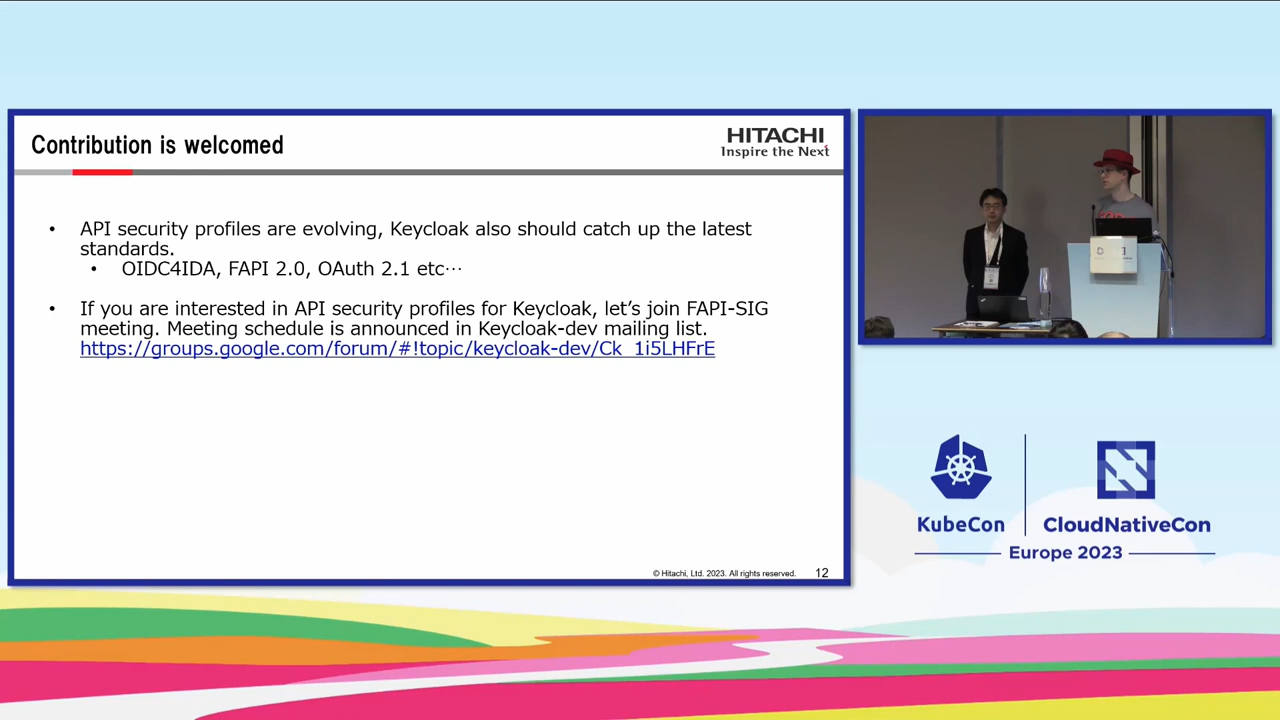 Contribution is welcomed
HITACHI
Inspire the Next
• API security profiles are evolving, Keycloak also should catch up the latest
standards.
• OIDC4IDA, FAPI 2.0, OAuth 2.1 etc…
• If you are interested in API security profiles for Keycloak, let's join FAPI-SIG
meeting. Meeting schedule is announced in Keycloak-dev mailing list.
https://groups.google.com/forum/#!topic/keycloak-dev/Ck_1i5LHFrE
© Hitachi, Ltd. 2023. All rights reserved. 12
KubeCon
CloudNativeCon
Europe 2023